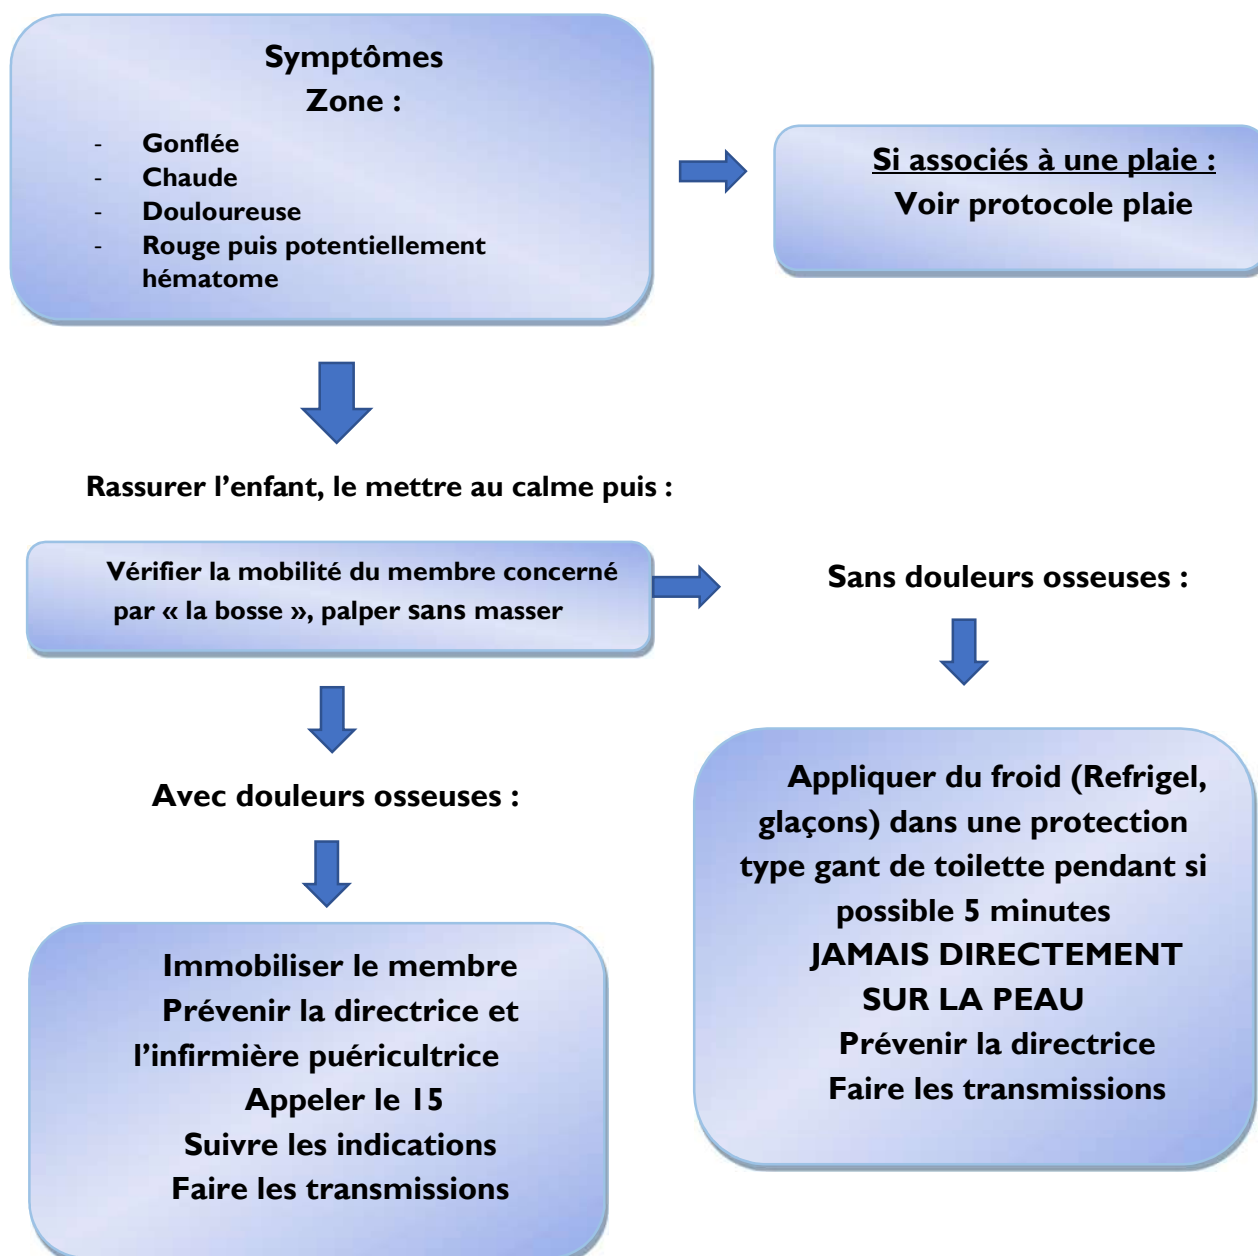 Symptômes
Zone :
- Gonflée
- Chaude
- Douloureuse
- Rouge puis potentiellement
hématome
Si associés à une plaie :
Voir protocole plaie
Rassurer l’enfant, le mettre au calme puis :
Vérifier la mobilité du membre concerné
par « la bosse », palper sans masser
Sans douleurs osseuses :
Avec douleurs osseuses :
Appliquer du froid (Refrigel,
glaçons) dans une protection
type gant de toilette pendant si
possible 5 minutes
JAMAIS DIRECTEMENT
SUR LA PEAU
Prévenir la directrice
Faire les transmissions
Immobiliser le membre
Prévenir la directrice et
l’infirmière puéricultrice
Appeler le 15
Suivre les indications
Faire les transmissions